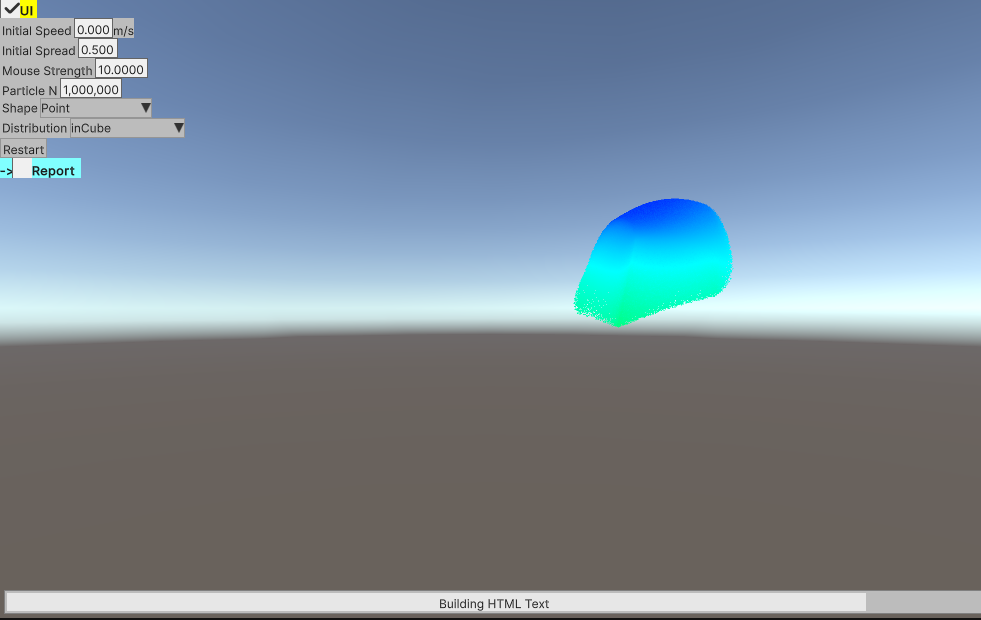 UI
Initial Speed 0.000 m/s
Initial Spread 0.500
Mouse Strength 10.0000
Particle N 1,000,000
Shape Point
Distribution inCube
Restart
-> Report
Building HTML Text